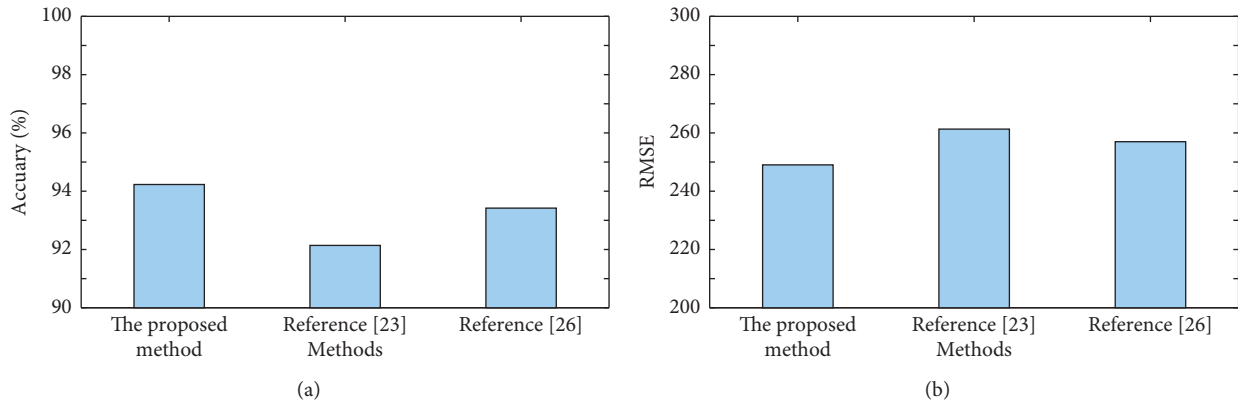 100
98
96
94
92
90
Accuary (%)
The proposed
method
Reference [23]
Reference [26]
Methods
(a)
300
280
260
240
220
200
RMSE
The proposed
method
Reference [23]
Reference [26]
Methods
(b)